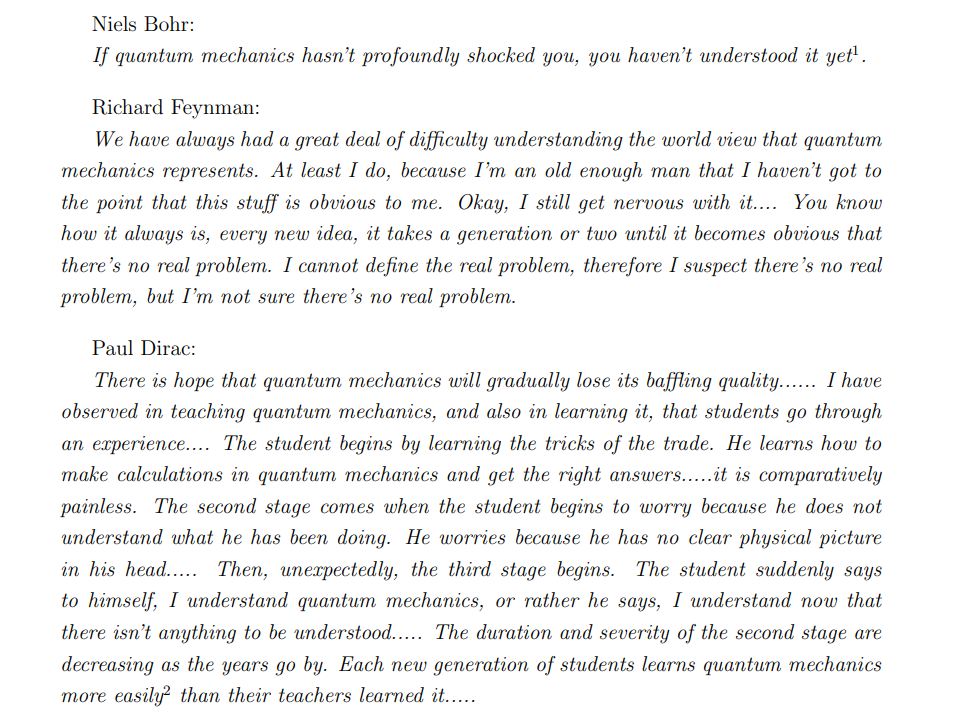 Niels Bohr:
If quantum mechanics hasn't profoundly shocked you, you haven't understood it yet¹.
Richard Feynman:
We have always had a great deal of difficulty understanding the world view that quantum
mechanics represents. At least I do, because I'm an old enough man that I haven't got to
the point that this stuff is obvious to me. Okay, I still get nervous with it.... You know
how it always is, every new idea, it takes a generation or two until it becomes obvious that
there's no real problem. I cannot define the real problem, therefore I suspect there's no real
problem, but I'm not sure there's no real problem.
Paul Dirac:
There is hope that quantum mechanics will gradually lose its baffling quality...... I have
observed in teaching quantum mechanics, and also in learning it, that students go through
an experience.... The student begins by learning the tricks of the trade. He learns how to
make calculations in quantum mechanics and get the right answers.....it is comparatively
painless. The second stage comes when the student begins to worry because he does not
understand what he has been doing. He worries because he has no clear physical picture
in his head..... Then, unexpectedly, the third stage begins. The student suddenly says
to himself, I understand quantum mechanics, or rather he says, I understand now that
there isn't anything to be understood..... The duration and severity of the second stage are
decreasing as the years go by. Each new generation of students learns quantum mechanics
more easily² than their teachers learned it.....